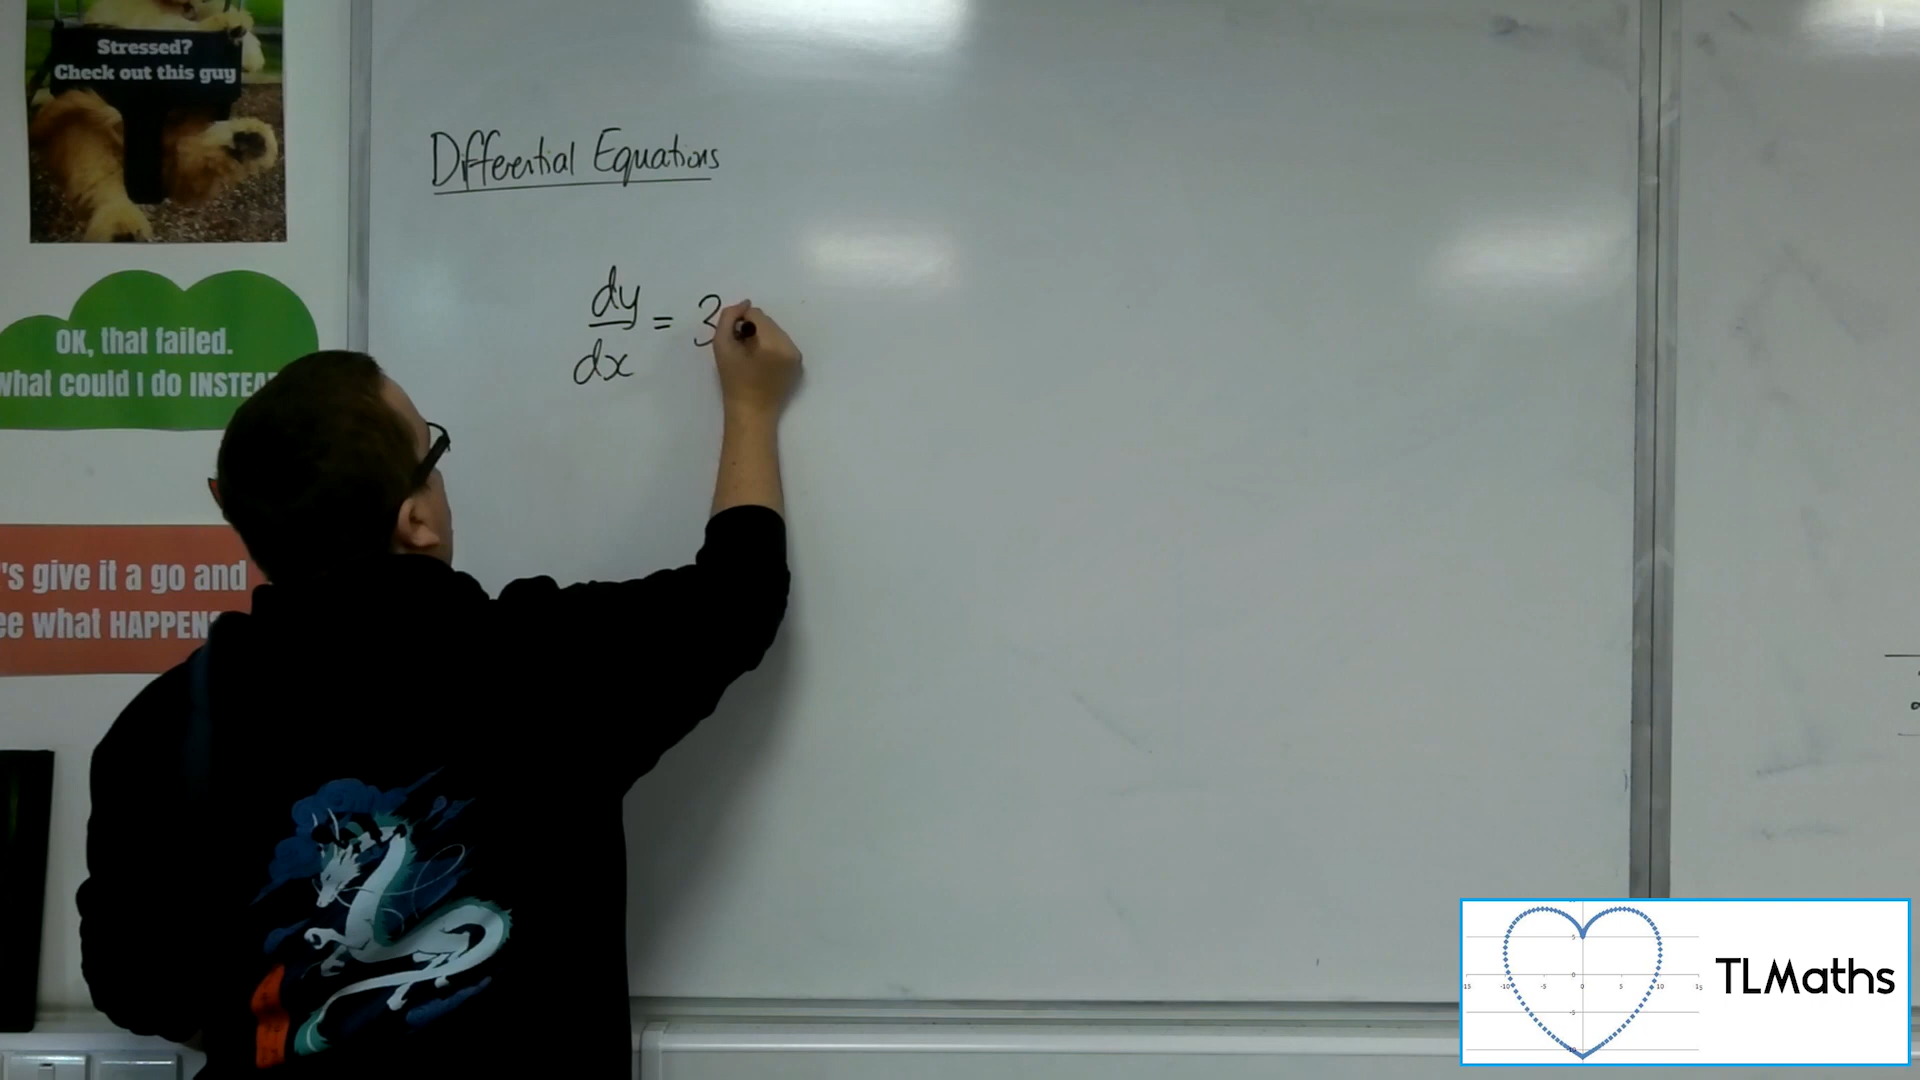 Stressed?
Check out this guy
Differential Equations
dy
dx
= 3
OK, that failed.
What could I do INSTEA
's give it a go and
ee what HAPPENS
TLMaths